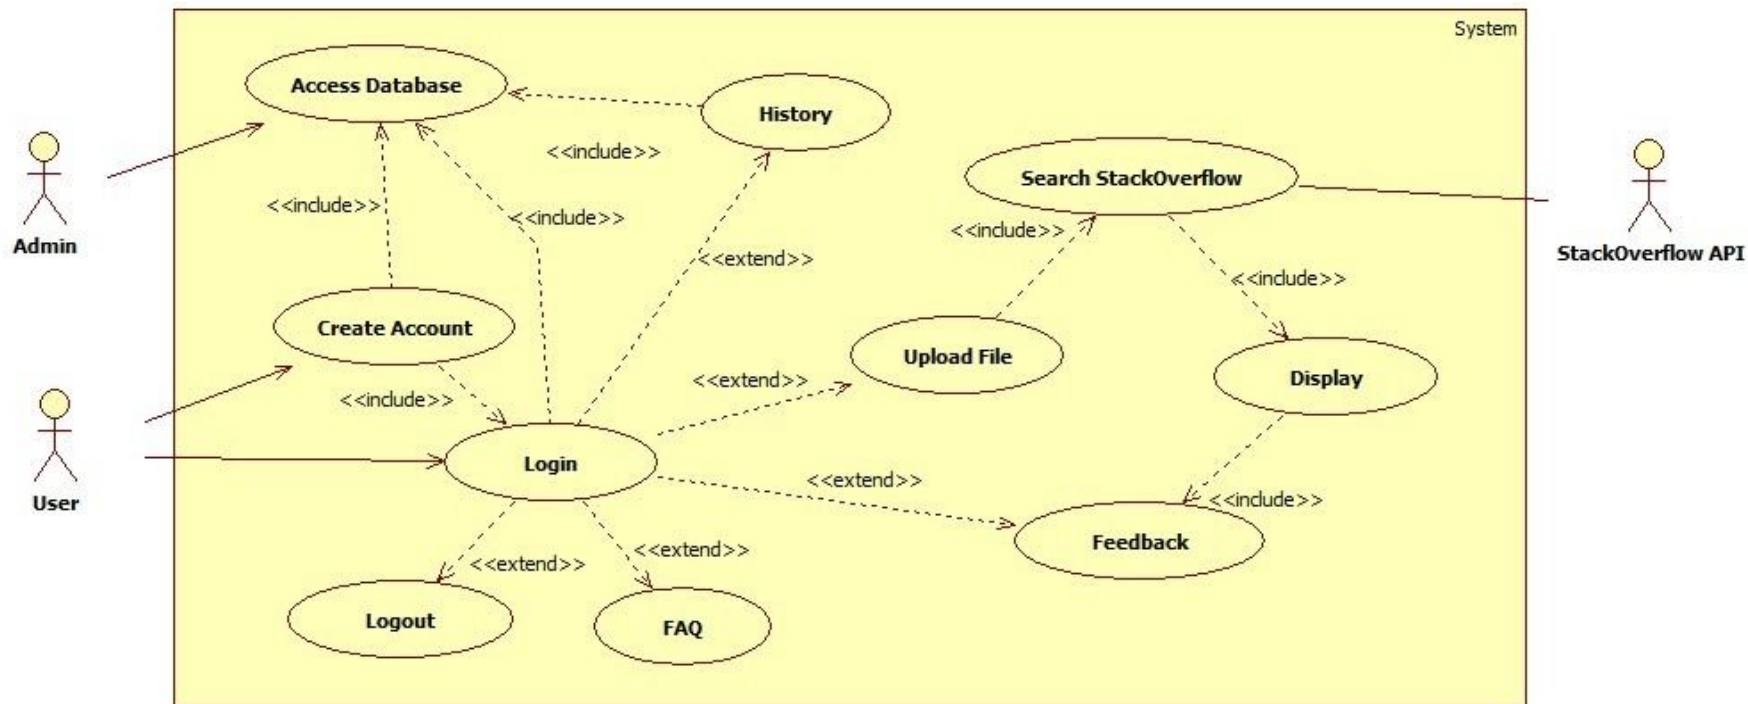 System
Access Database
History
<<include>>
Search StackOverflow
<<include>>
<<include>>
<<include>>
Admin
StackOverflow API
<<extend>>
<<include>>
Create Account
Upload File
Display
<<extend>>
<<include>>
Login
<<extend>>
<<include>>
User
Feedback
<<extend>>
<<extend>>
Logout
FAQ